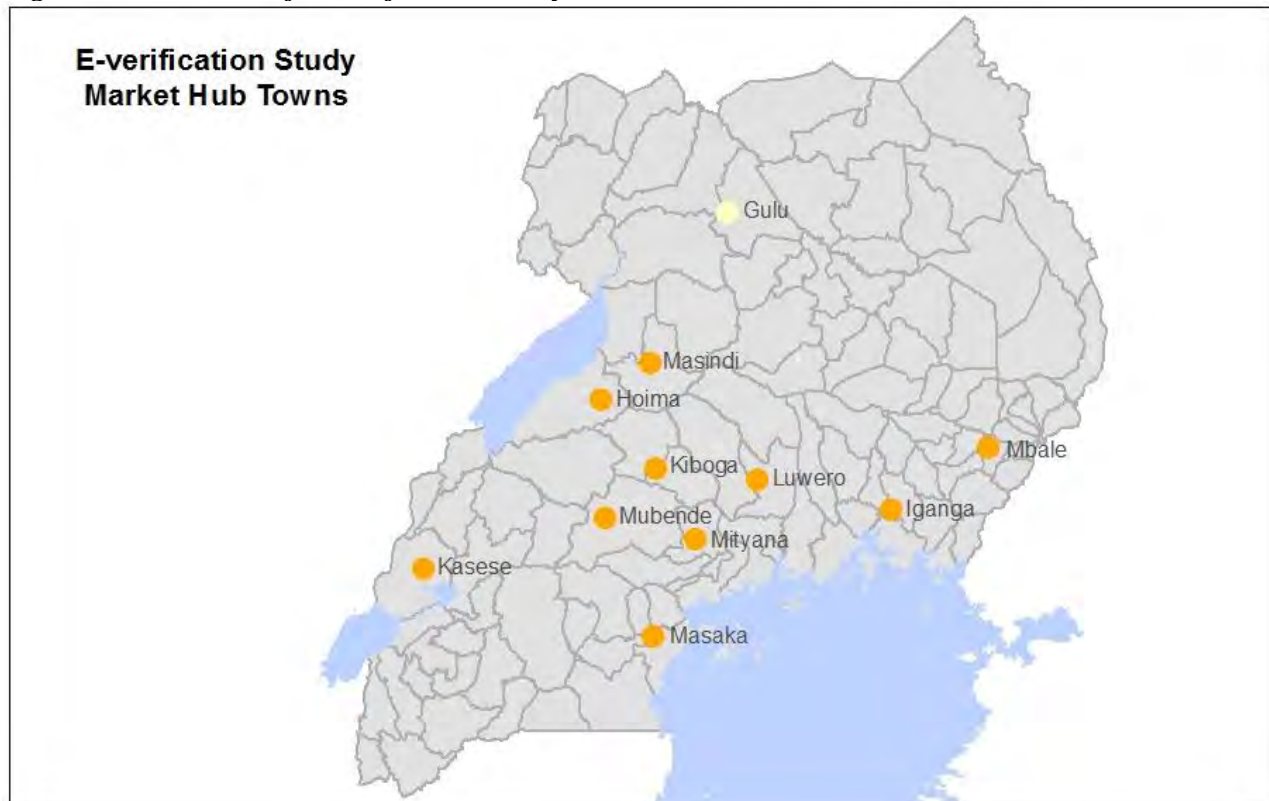 E-verification Study
Market Hub Towns
Gulu
Masindi
Hoima
Mbale
Kiboga
Luwero
Iganga
Mubende
Mityana
Kasese
Masaka